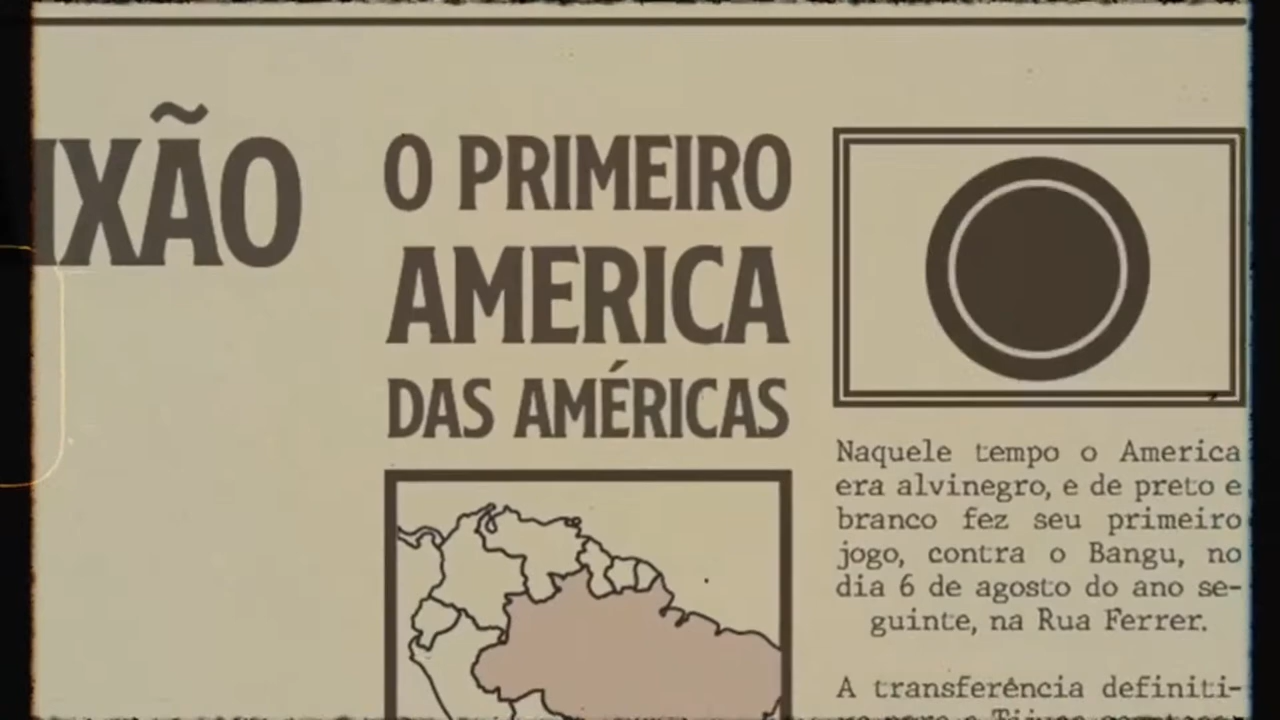 IXÃO
O PRIMEIRO
AMERICA
DAS AMÉRICAS
Naquele tempo o America
era alvinegro, e de preto e
branco fez seu primeiro
jogo, contra o Bangu, no
dia 6 de agosto do ano se-
guinte, na Rua Ferrer.
A transferência definiti-